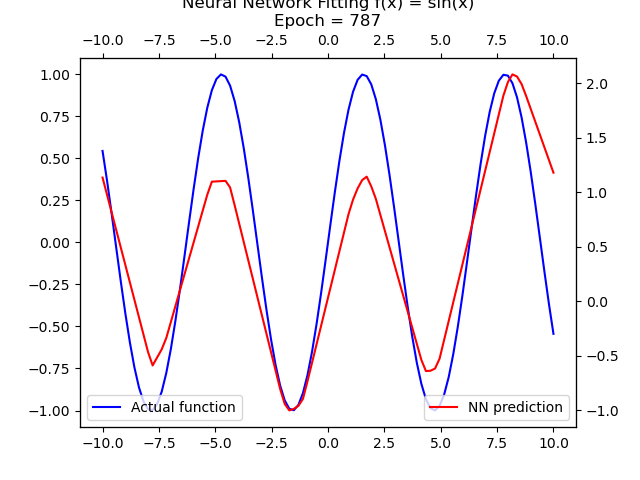 Neural Network Fitting f(x) = sin(x)
Epoch = 787
−10.0 −7.5 −5.0 −2.5 0.0 2.5 5.0 7.5 10.0
1.00
0.75
0.50
0.25
0.00
−0.25
−0.50
−0.75
−1.00
2.0
1.5
1.0
0.5
0.0
−0.5
−1.0
Actual function
NN prediction
−10.0 −7.5 −5.0 −2.5 0.0 2.5 5.0 7.5 10.0